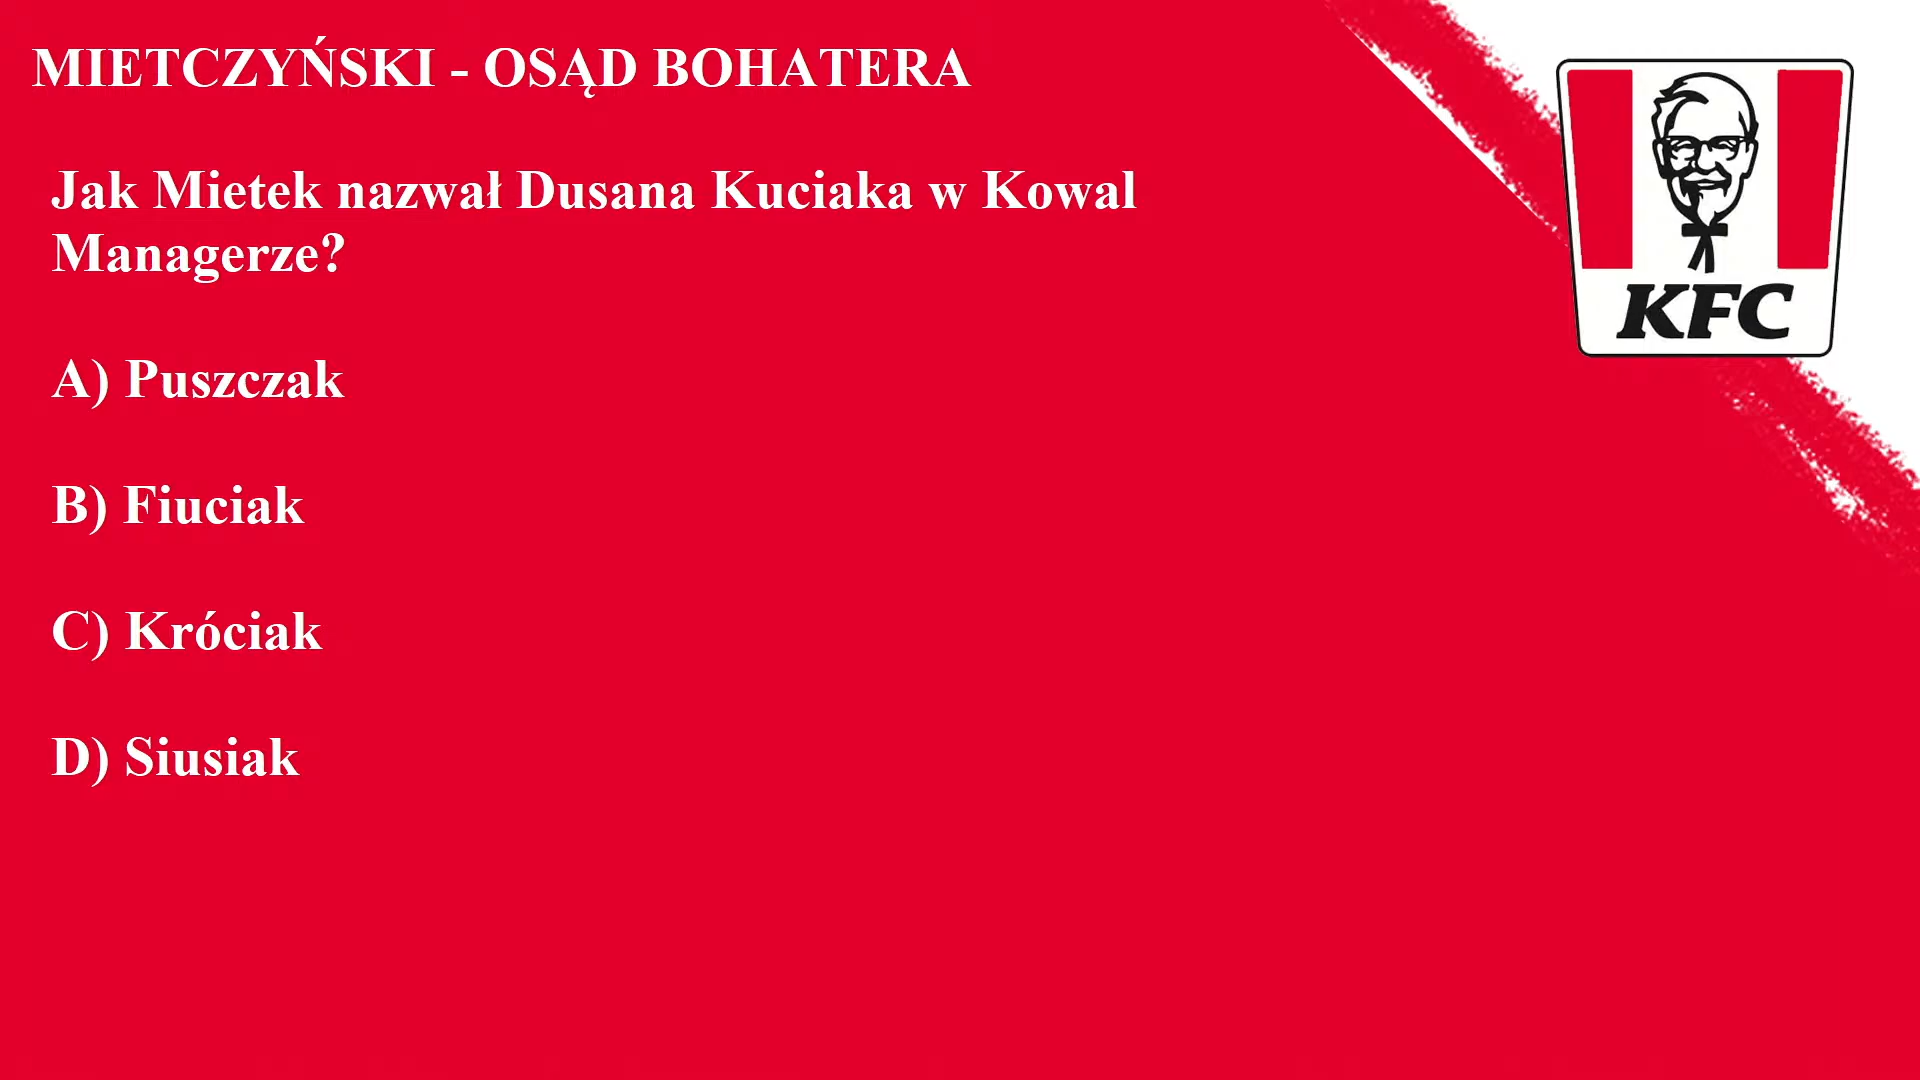 MIETCZYŃSKI - OSĄD BOHATERA
Jak Mietek nazwał Dusana Kuciaka w Kowal
Managerze?
A) Puszczak
B) Fiuciak
C) Króciak
D) Siusiak
KFC